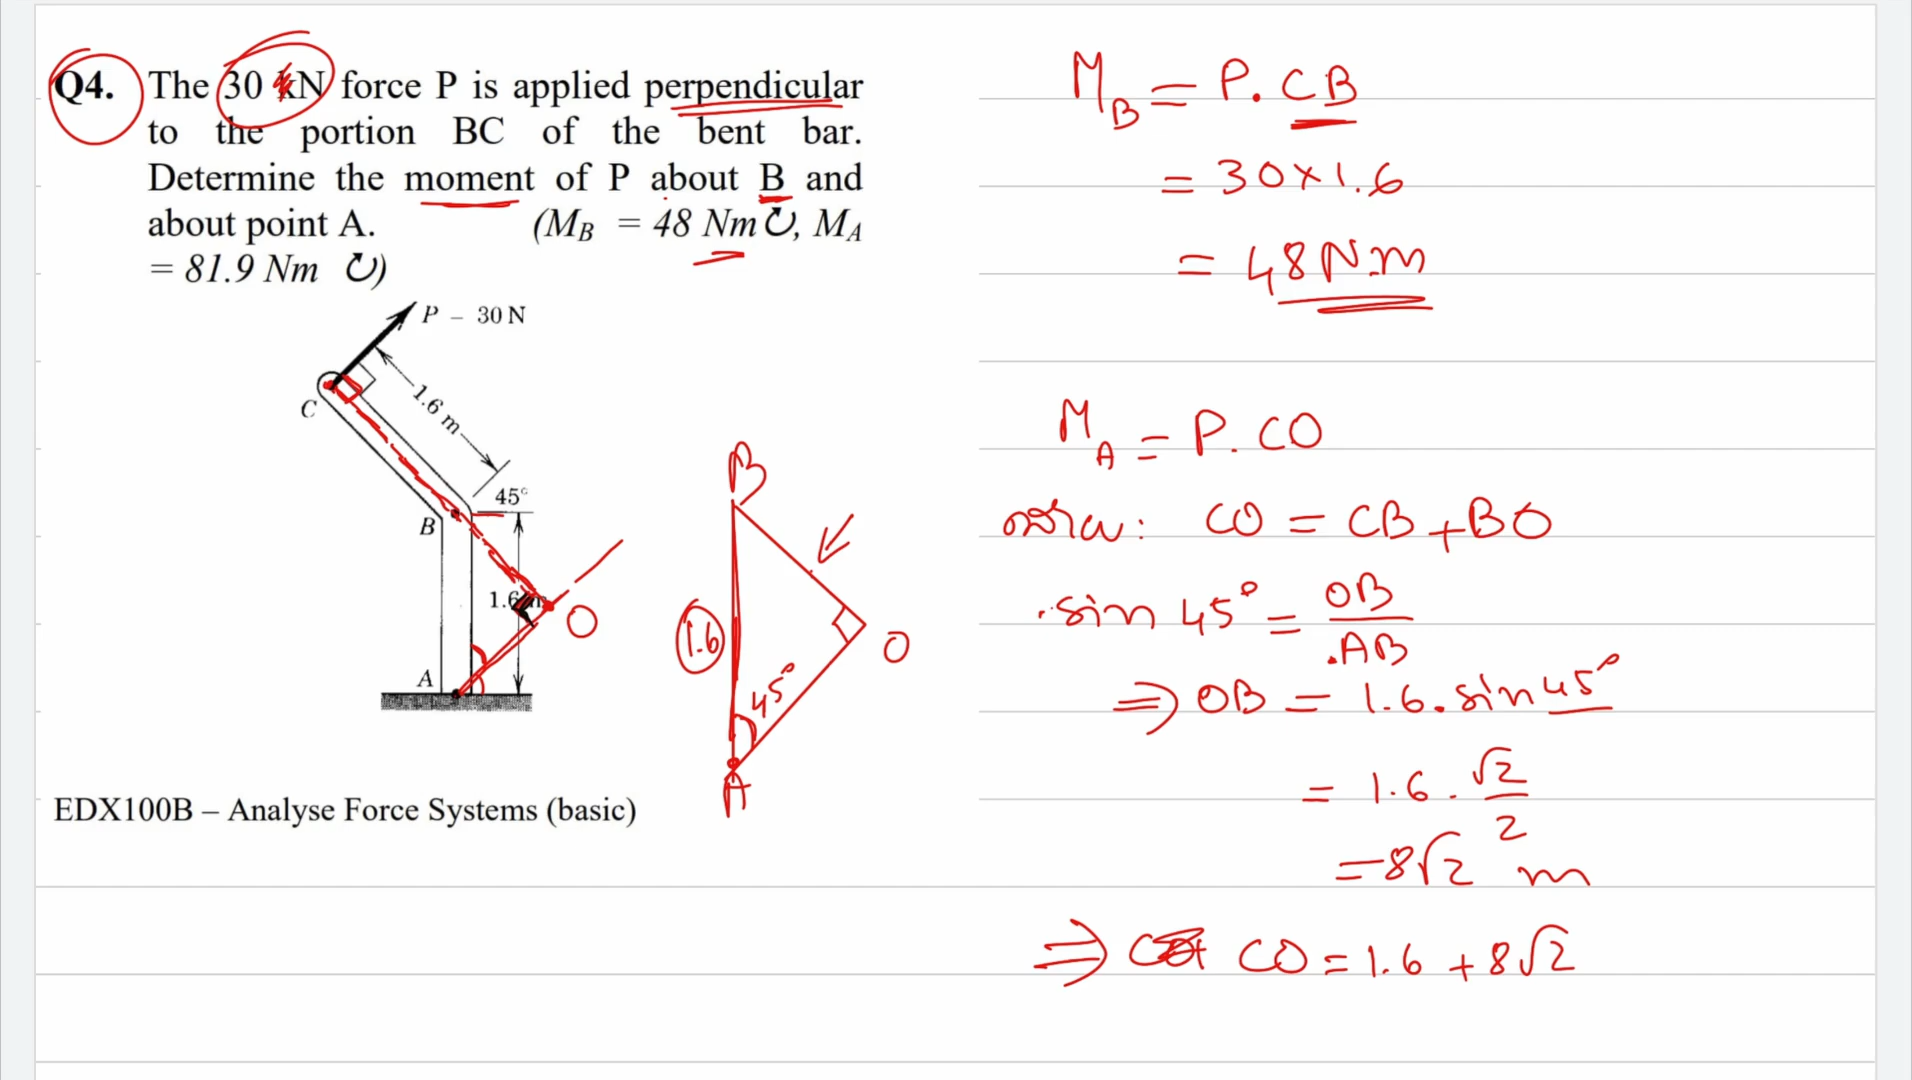 Q4. The 30 kN force P is applied perpendicular
to the portion BC of the bent bar.
Determine the moment of P about B and
about point A. (MB = 48 Nm ↻, MA
= 81.9 Nm ↻)
P – 30 N
C
1.6 m
45°
B
1.6 m
O
A
B
1.6
O
45°
A
EDX100B – Analyse Force Systems (basic)
MB = P. CB
= 30×1.6
= 48 N.m
MA = P. CO
CO = CB + BO
sin 45° = OB / AB
⇒ OB = 1.6. sin 45°
= 1.6 . √2 / 2
= 8√2 m
⇒ CO = 1.6 + 8√2